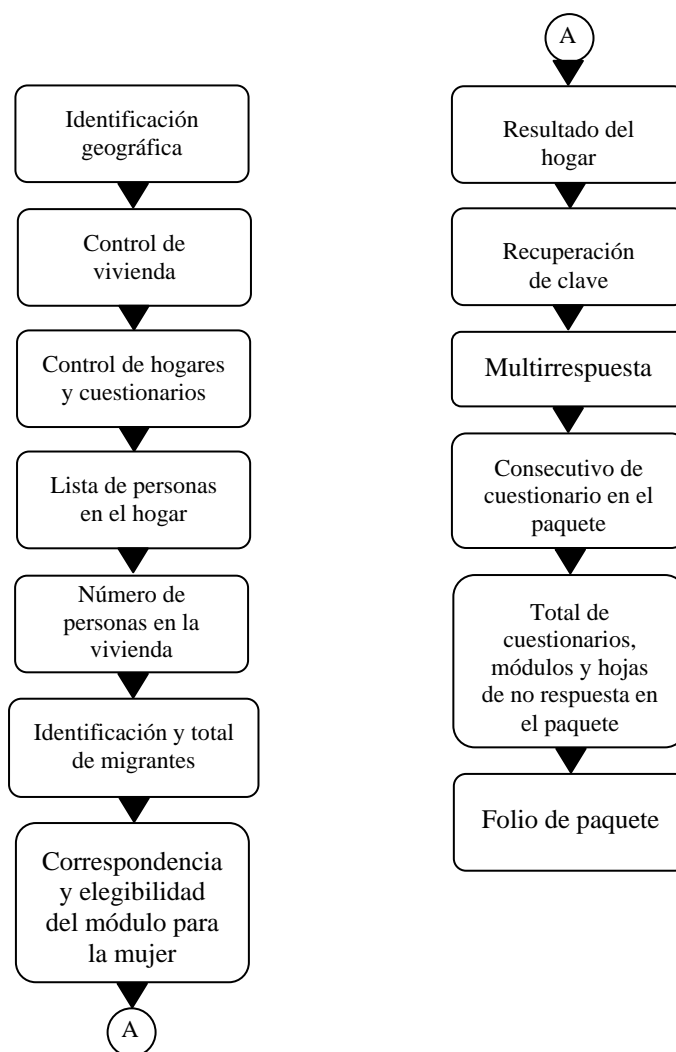 Identificación
geográfica
Control de
vivienda
Control de hogares
y cuestionarios
Lista de personas
en el hogar
Número de
personas en la
vivienda
Identificación y total
de migrantes
Correspondencia
y elegibilidad
del módulo para
la mujer
A
A
Resultado del
hogar
Recuperación
de clave
Multirrespuesta
Consecutivo de
cuestionario en el
paquete
Total de
cuestionarios,
módulos y hojas
de no respuesta en
el paquete
Folio de paquete